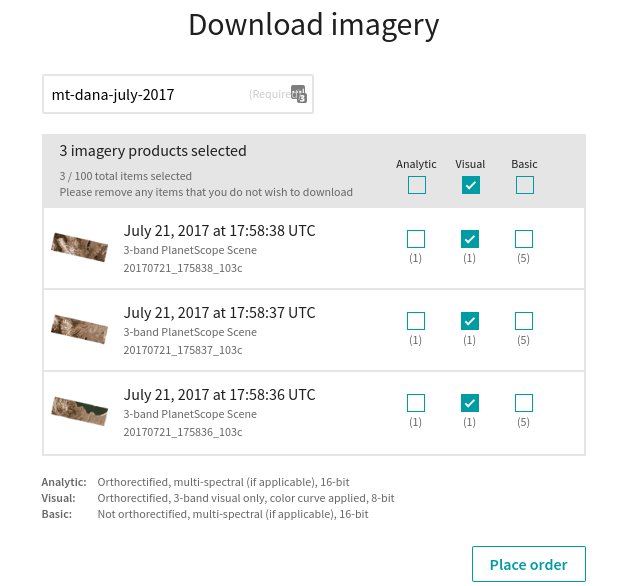 Download imagery
mt-dana-july-2017
3 imagery products selected
3 / 100 total items selected
Please remove any items that you do not wish to download
Analytic Visual Basic
July 21, 2017 at 17:58:38 UTC
3-band PlanetScope Scene
20170721_175838_103c
(1) (1) (5)
July 21, 2017 at 17:58:37 UTC
3-band PlanetScope Scene
20170721_175837_103c
(1) (1) (5)
July 21, 2017 at 17:58:36 UTC
3-band PlanetScope Scene
20170721_175836_103c
(1) (1) (5)
Analytic: Orthorectified, multi-spectral (if applicable), 16-bit
Visual: Orthorectified, 3-band visual only, color curve applied, 8-bit
Basic: Not orthorectified, multi-spectral (if applicable), 16-bit
Place order